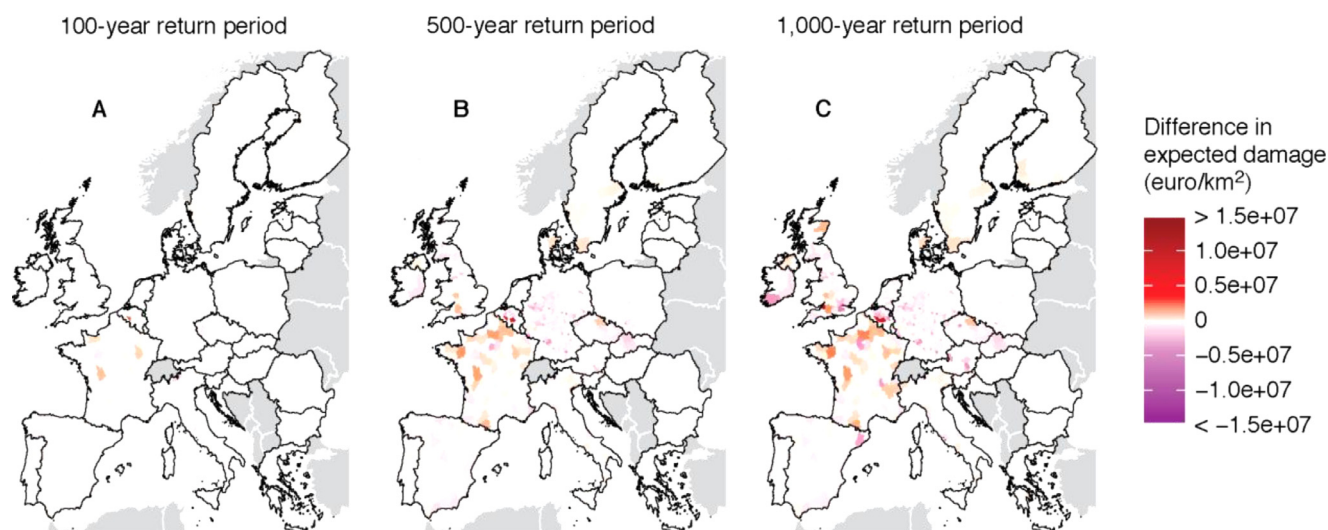 100-year return period
500-year return period
1,000-year return period
A
B
C
Difference in
expected damage
(euro/km²)
> 1.5e+07
1.0e+07
0.5e+07
0
−0.5e+07
−1.0e+07
< −1.5e+07